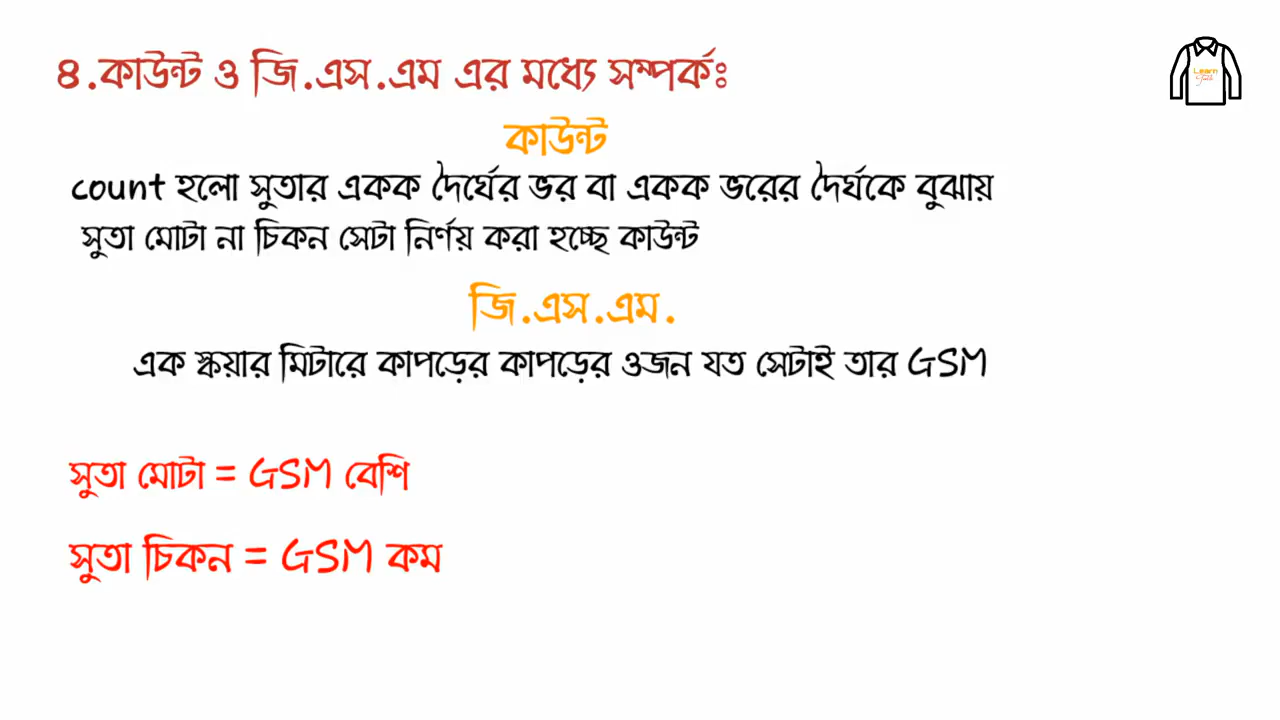 ৪.কাউন্ট ও জি.এস.এম এর মধ্যে সম্পর্কঃ
Learn
কাউন্ট
count হলো সুতার একক দৈর্ঘের ভর বা একক ভরের দৈর্ঘকে বুঝায়
সুতা মোটা না চিকন সেটা নির্ণয় করা হচ্ছে কাউন্ট
জি.এস.এম.
এক স্কয়ার মিটারে কাপড়ের কাপড়ের ওজন যত সেটাই তার GSM
সুতা মোটা = GSM বেশি
সুতা চিকন = GSM কম